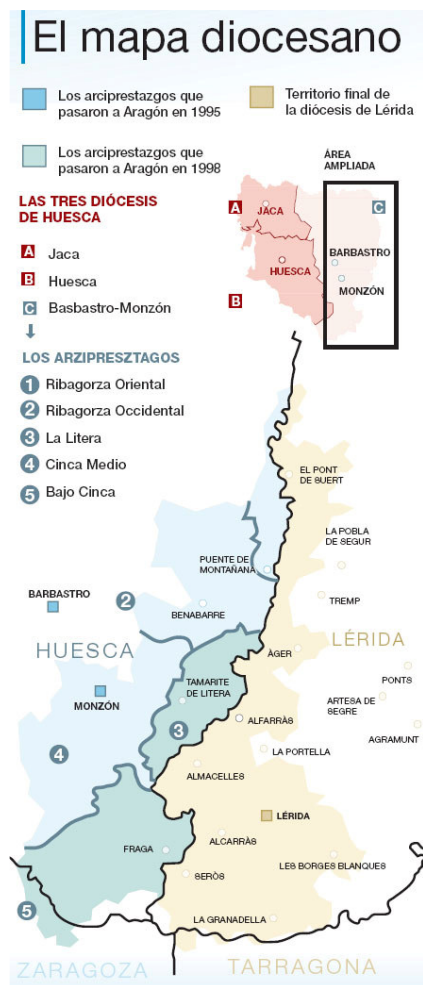 El mapa diocesano
Los arciprestazgos que
pasaron a Aragón en 1995
Territorio final de
la diócesis de Lérida
Los arciprestazgos que
pasaron a Aragón en 1998
ÁREA
AMPLIADA
LAS TRES DIÓCESIS
DE HUESCA
A Jaca
B Huesca
C Basbastro-Monzón
A
JACA
C
BARBASTRO
HUESCA
MONZÓN
B
LOS ARZIPRESZTAGOS
1 Ribagorza Oriental
2 Ribagorza Occidental
3 La Litera
4 Cinca Medio
5 Bajo Cinca
EL PONT
DE SUERT
LA POBLA
DE SEGUR
PUENTE DE
MONTAÑANA
BARBASTRO
2
TREMP
BENABARRE
HUESCA
LÉRIDA
ÀGER
PONTS
TAMARITE
DE LITERA
MONZÓN
ARTESA DE
SEGRE
ALFARRÀS
3
AGRAMUNT
4
LA PORTELLA
ALMACELLES
LÉRIDA
FRAGA
ALCARRÀS
LES BORGES BLANQUES
SERÒS
5
LA GRANADELLA
ZARAGOZA
TARRAGONA